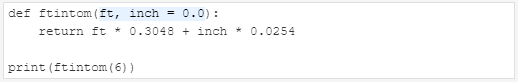 def ftintom(ft, inch = 0.0):
    return ft * 0.3048 + inch * 0.0254
print(ftintom(6))